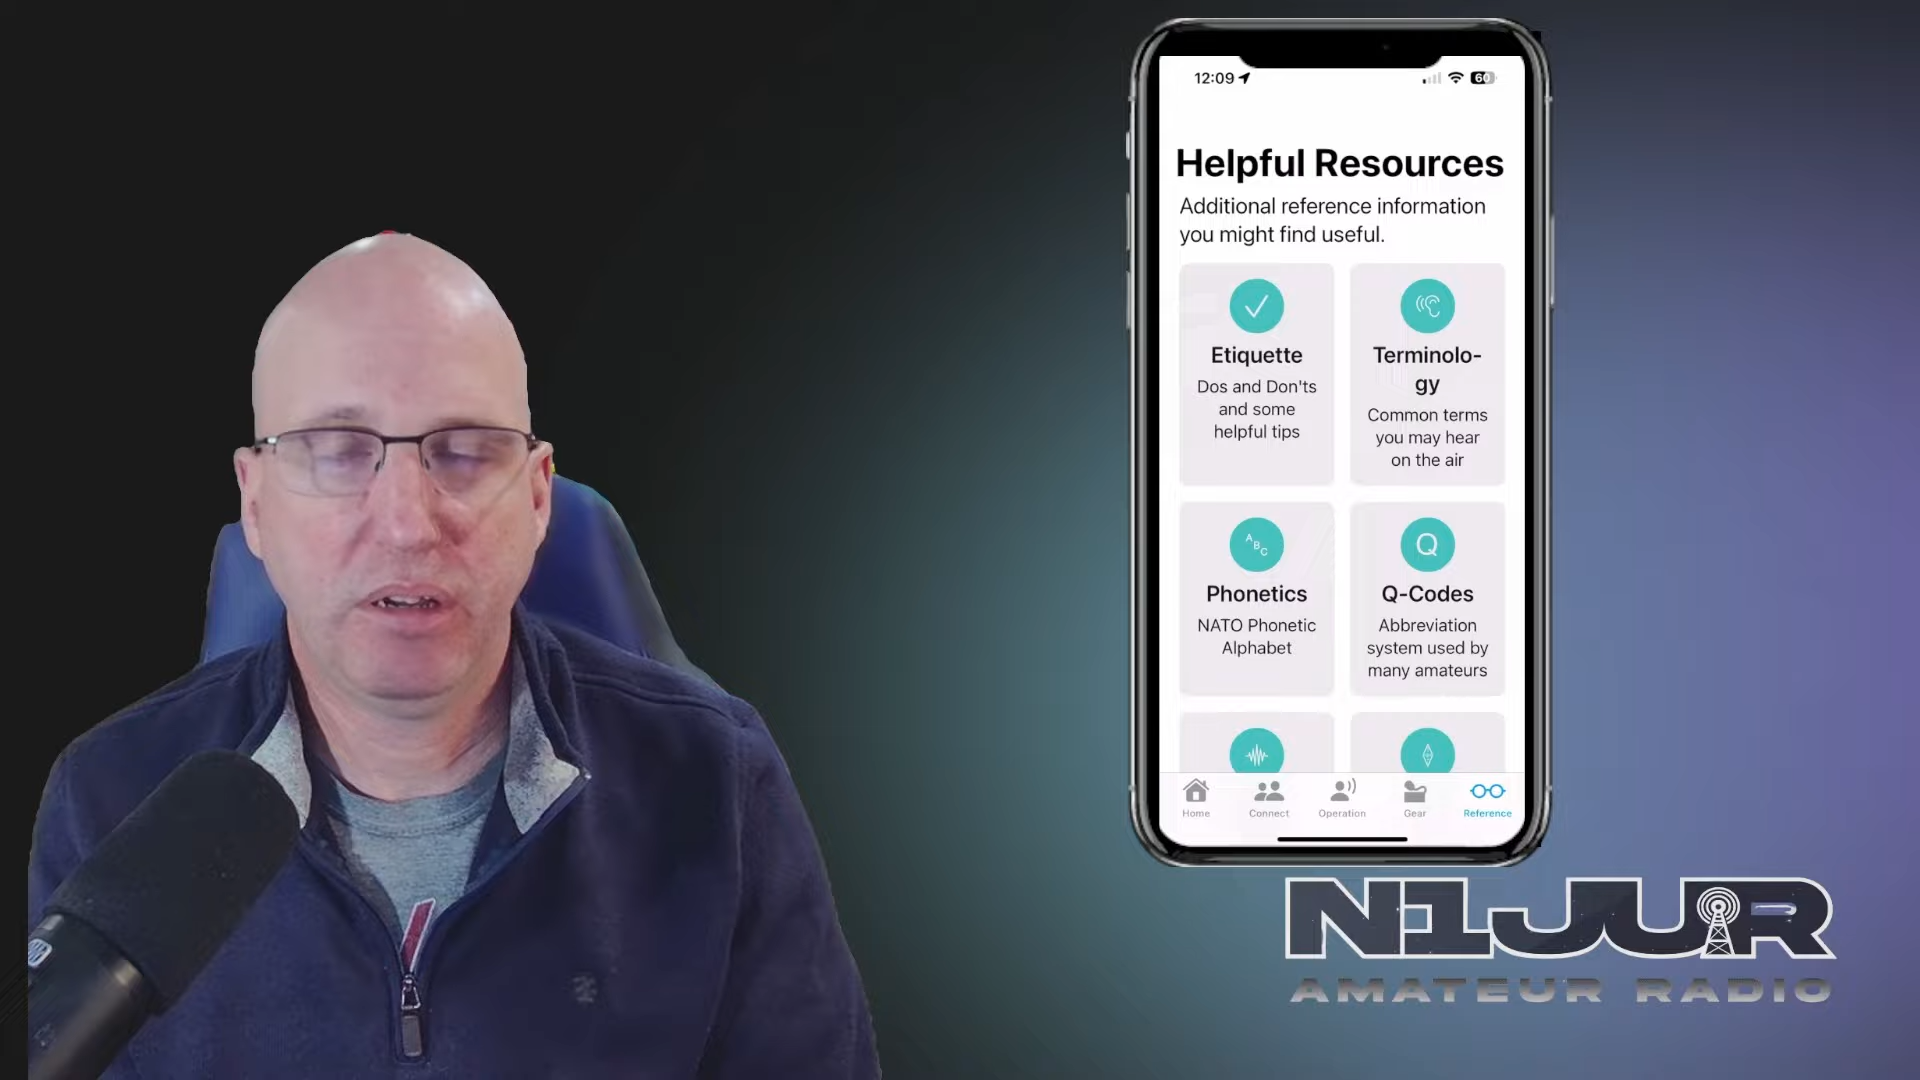 12:09
60
Helpful Resources
Additional reference information
you might find useful.
Etiquette
Dos and Don'ts
and some
helpful tips
Terminolo-
gy
Common terms
you may hear
on the air
A B C
Phonetics
NATO Phonetic
Alphabet
Q
Q-Codes
Abbreviation
system used by
many amateurs
Home
Connect
Operation
Gear
Reference
N1JUR
AMATEUR RADIO